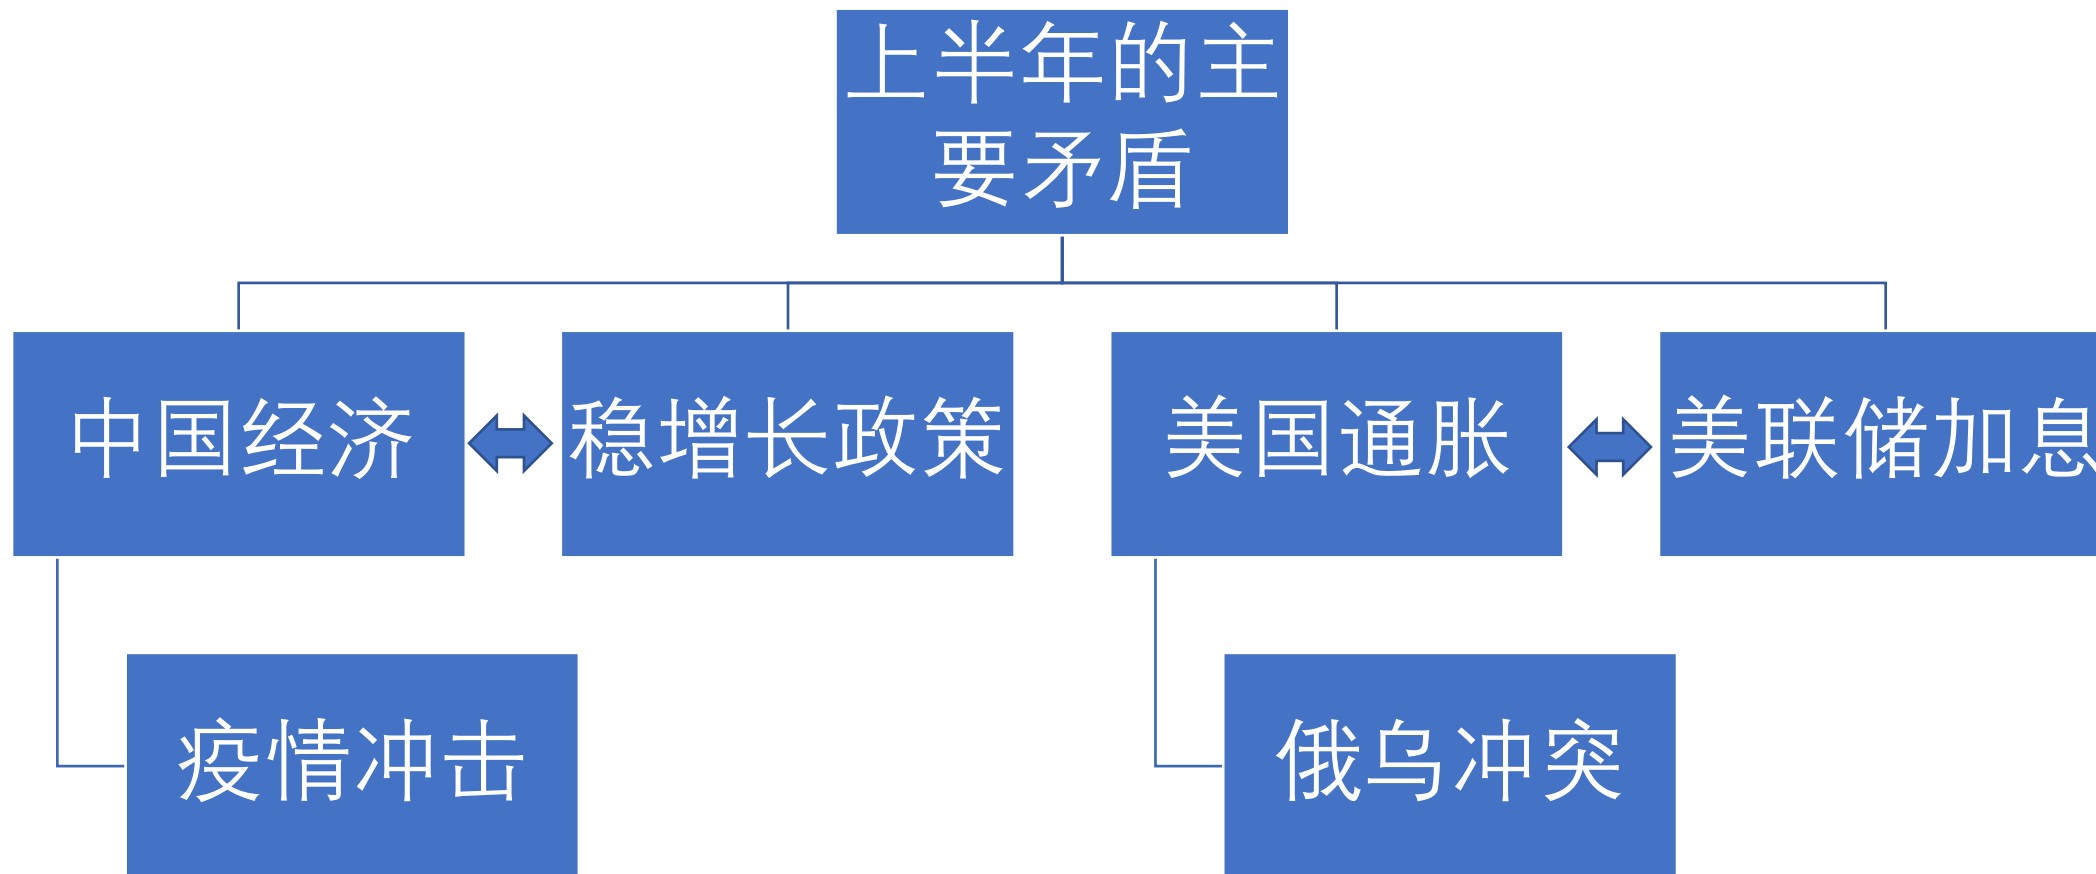 上半年的主
要矛盾
中国经济
稳增长政策
美国通胀
美联储加息
疫情冲击
俄乌冲突